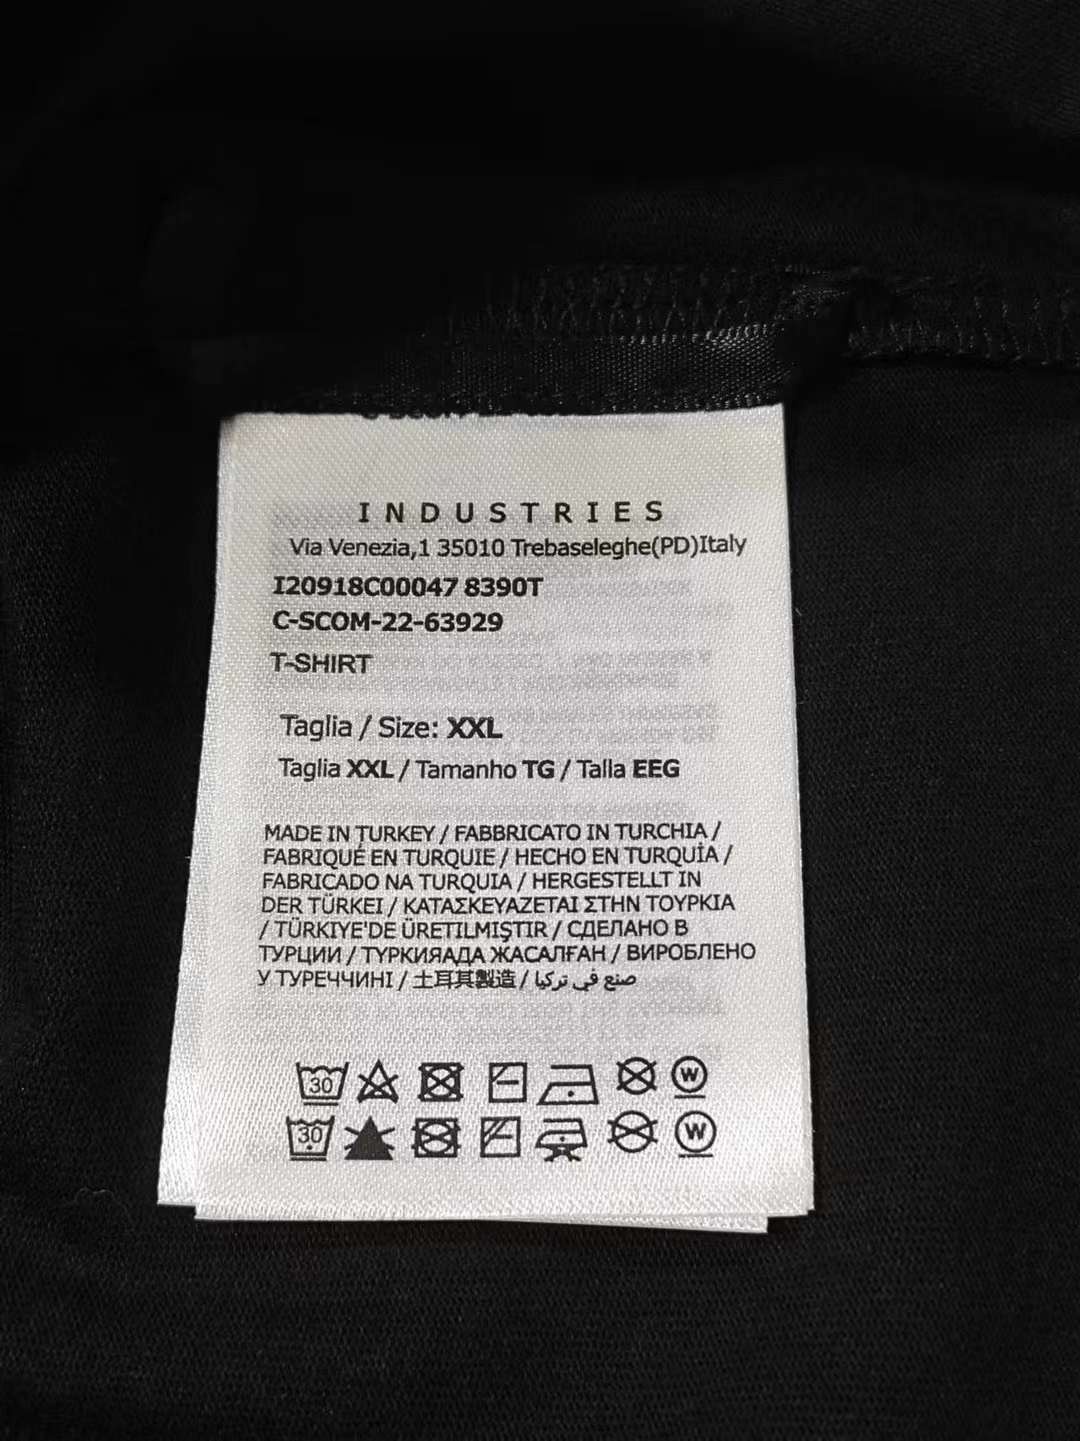 INDUSTRIES
Via Venezia,1 35010 Trebaseleghe(PD)Italy
I20918C00047 8390T
C-SCOM-22-63929
T-SHIRT
Taglia / Size: XXL
Taglia XXL / Tamanho TG / Talla EEG
MADE IN TURKEY / FABBRICATO IN TURCHIA /
FABRIQUÉ EN TURQUIE / HECHO EN TURQUÍA /
FABRICADO NA TURQUIA / HERGESTELLT IN
DER TÜRKEI / ΚΑΤΑΣΚΕΥΑΖΕΤΑΙ ΣΤΗΝ ΤΟΥΡΚΙΑ
/ TÜRKIYE'DE ÜRETILMIŞTIR / СДЕЛАНО В
ТУРЦИИ / ТҮРКИЯАДА ЖАСАЛҒАН / ВИРОБЛЕНО
У ТУРЕЧЧИНІ / 土耳其製造 / صنع في تركيا
30 W
30 W